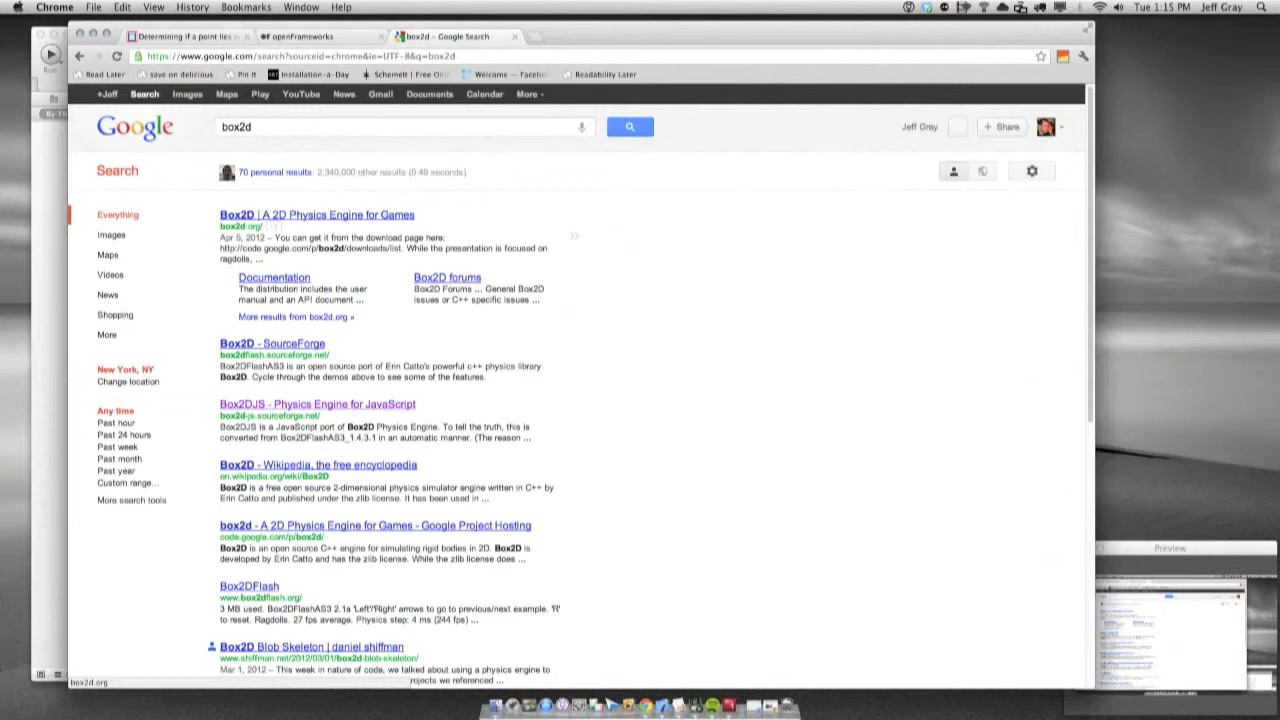 Chrome File Edit View History Bookmarks Window Help Tue 1:15 PM Jeff Gray
Determining if a point lies openFrameworks box2d - Google Search
https://www.google.com/search?sourceid=chrome&ie=UTF-8&q=box2d
Read Later save on delicious Pin It Installation-a-Day Schemelt | Free Welcome — Faceb Readability Later
+Jeff Search Images Maps Play YouTube News Gmail Documents Calendar More
Google box2d Jeff Gray + Share
Search 70 personal results. 2,340,000 other results (0.40 seconds)
Everything
Images
Maps
Videos
News
Shopping
More
New York, NY
Change location
Any time
Past hour
Past 24 hours
Past week
Past month
Past year
Custom range...
More search tools
Box2D | A 2D Physics Engine for Games
box2d.org/
Apr 5, 2012 – You can get it from the download page here:
http://code.google.com/p/box2d/downloads/list. While the presentation is focused on
ragdolls, ...
Documentation
The distribution includes the user
manual and an API document ...
Box2D forums
Box2D Forums ... General Box2D
issues or C++ specific issues ...
More results from box2d.org »
Box2D - SourceForge
box2dflash.sourceforge.net/
Box2DFlashAS3 is an open source port of Erin Catto's powerful c++ physics library
Box2D. Cycle through the demos above to see some of the features.
Box2DJS - Physics Engine for JavaScript
box2d-js.sourceforge.net/
Box2DJS is a JavaScript port of Box2D Physics Engine. To tell the truth, this is
converted from Box2DFlashAS3_1.4.3.1 in an automatic manner. (The reason ...
Box2D - Wikipedia, the free encyclopedia
en.wikipedia.org/wiki/Box2D
Box2D is a free open source 2-dimensional physics simulator engine written in C++ by
Erin Catto and published under the zlib license. It has been used in ...
box2d - A 2D Physics Engine for Games - Google Project Hosting
code.google.com/p/box2d/
Box2D is an open source C++ engine for simulating rigid bodies in 2D. Box2D is
developed by Erin Catto and has the zlib license. While the zlib license does ...
Box2DFlash
www.box2dflash.org/
3 MB used. Box2DFlashAS3 2.1a 'Left'/'Right' arrows to go to previous/next example. 'R'
to reset. Ragdolls. 27 fps average. Physics step: 4 ms (244 fps) ...
Box2D Blob Skeleton | daniel shiffman
www.shiffman.net/2012/03/01/box2d-blob-skeleton/
Mar 1, 2012 – This week in nature of code, we talked about using a physics engine to
rojects we referenced ...
box2d.org
Run
By Th
Preview